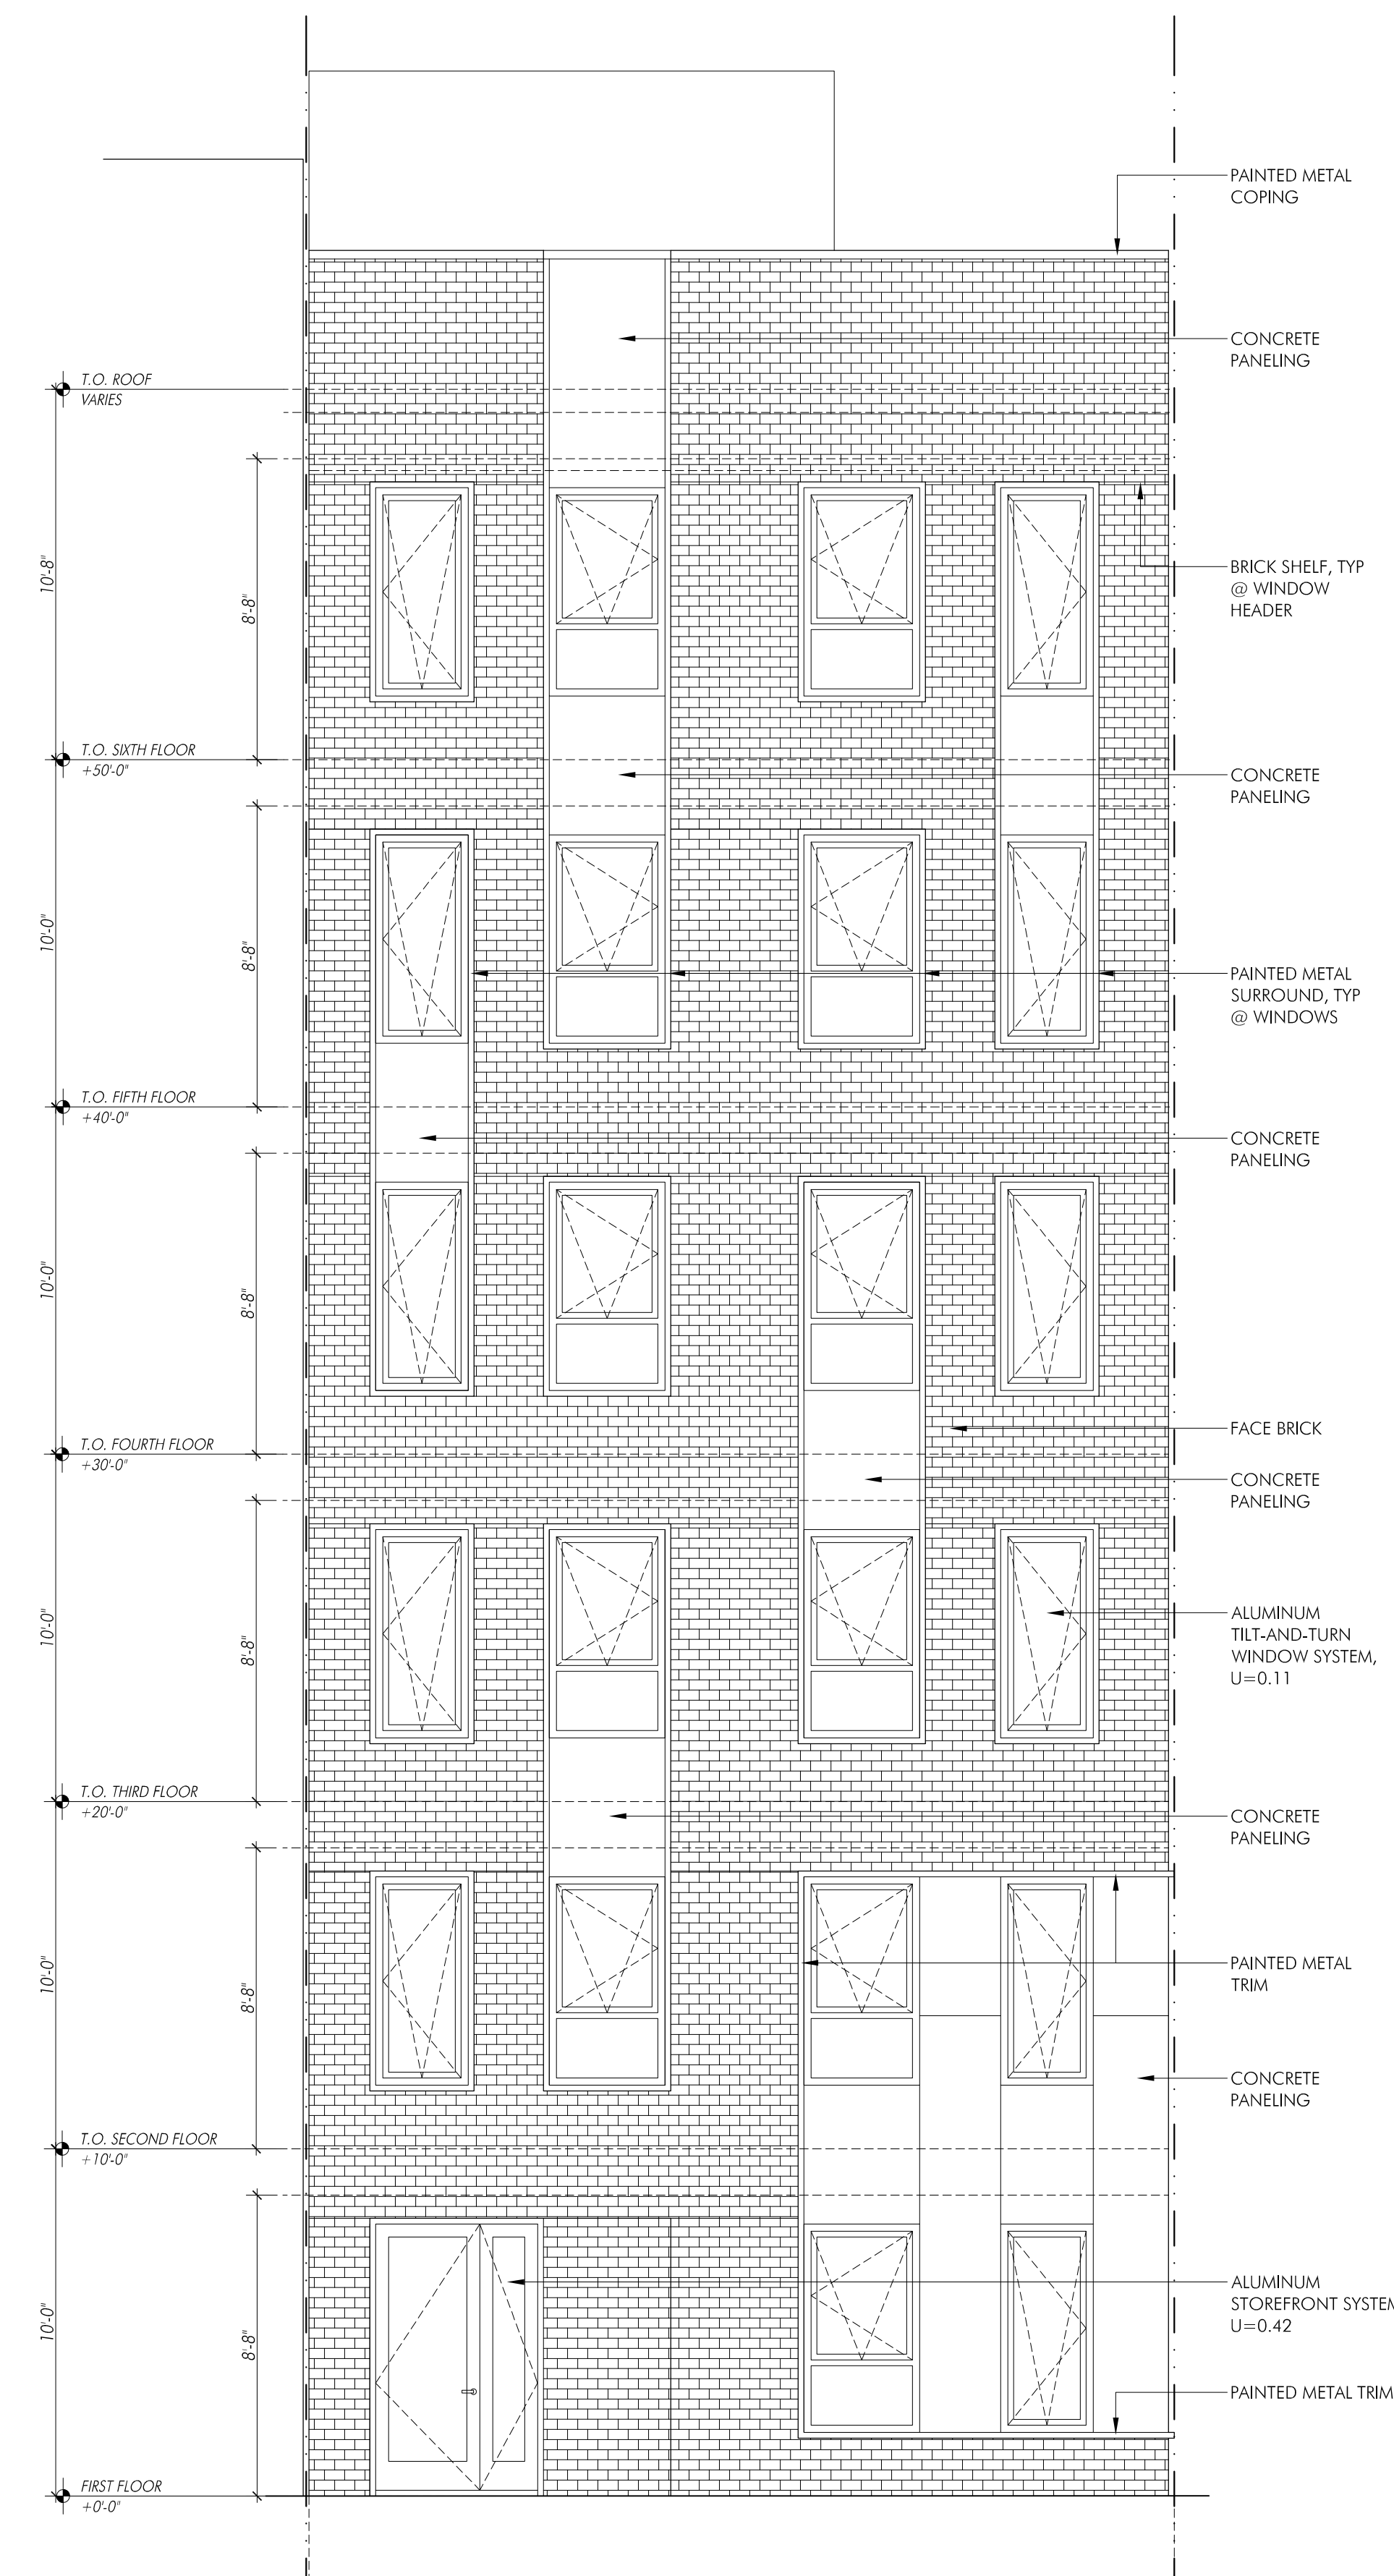 PAINTED METAL
COPING
CONCRETE
PANELING
T.O. ROOF
VARIES
10'-8"
8'-8"
BRICK SHELF, TYP
@ WINDOW
HEADER
T.O. SIXTH FLOOR
+50'-0"
CONCRETE
PANELING
10'-0"
8'-8"
PAINTED METAL
SURROUND, TYP
@ WINDOWS
T.O. FIFTH FLOOR
+40'-0"
CONCRETE
PANELING
10'-0"
8'-8"
FACE BRICK
T.O. FOURTH FLOOR
+30'-0"
CONCRETE
PANELING
10'-0"
8'-8"
ALUMINUM
TILT-AND-TURN
WINDOW SYSTEM,
U=0.11
T.O. THIRD FLOOR
+20'-0"
CONCRETE
PANELING
10'-0"
8'-8"
PAINTED METAL
TRIM
CONCRETE
PANELING
T.O. SECOND FLOOR
+10'-0"
10'-0"
8'-8"
ALUMINUM
STOREFRONT SYSTEM
U=0.42
PAINTED METAL TRIM
FIRST FLOOR
+0'-0"